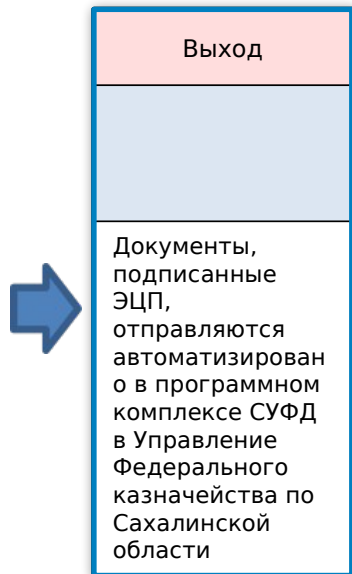 Выход
Документы,
подписанные
ЭЦП,
отправляются
автоматизирован
о в программном
комплексе СУФД
в Управление
Федерального
казначейства по
Сахалинской
области